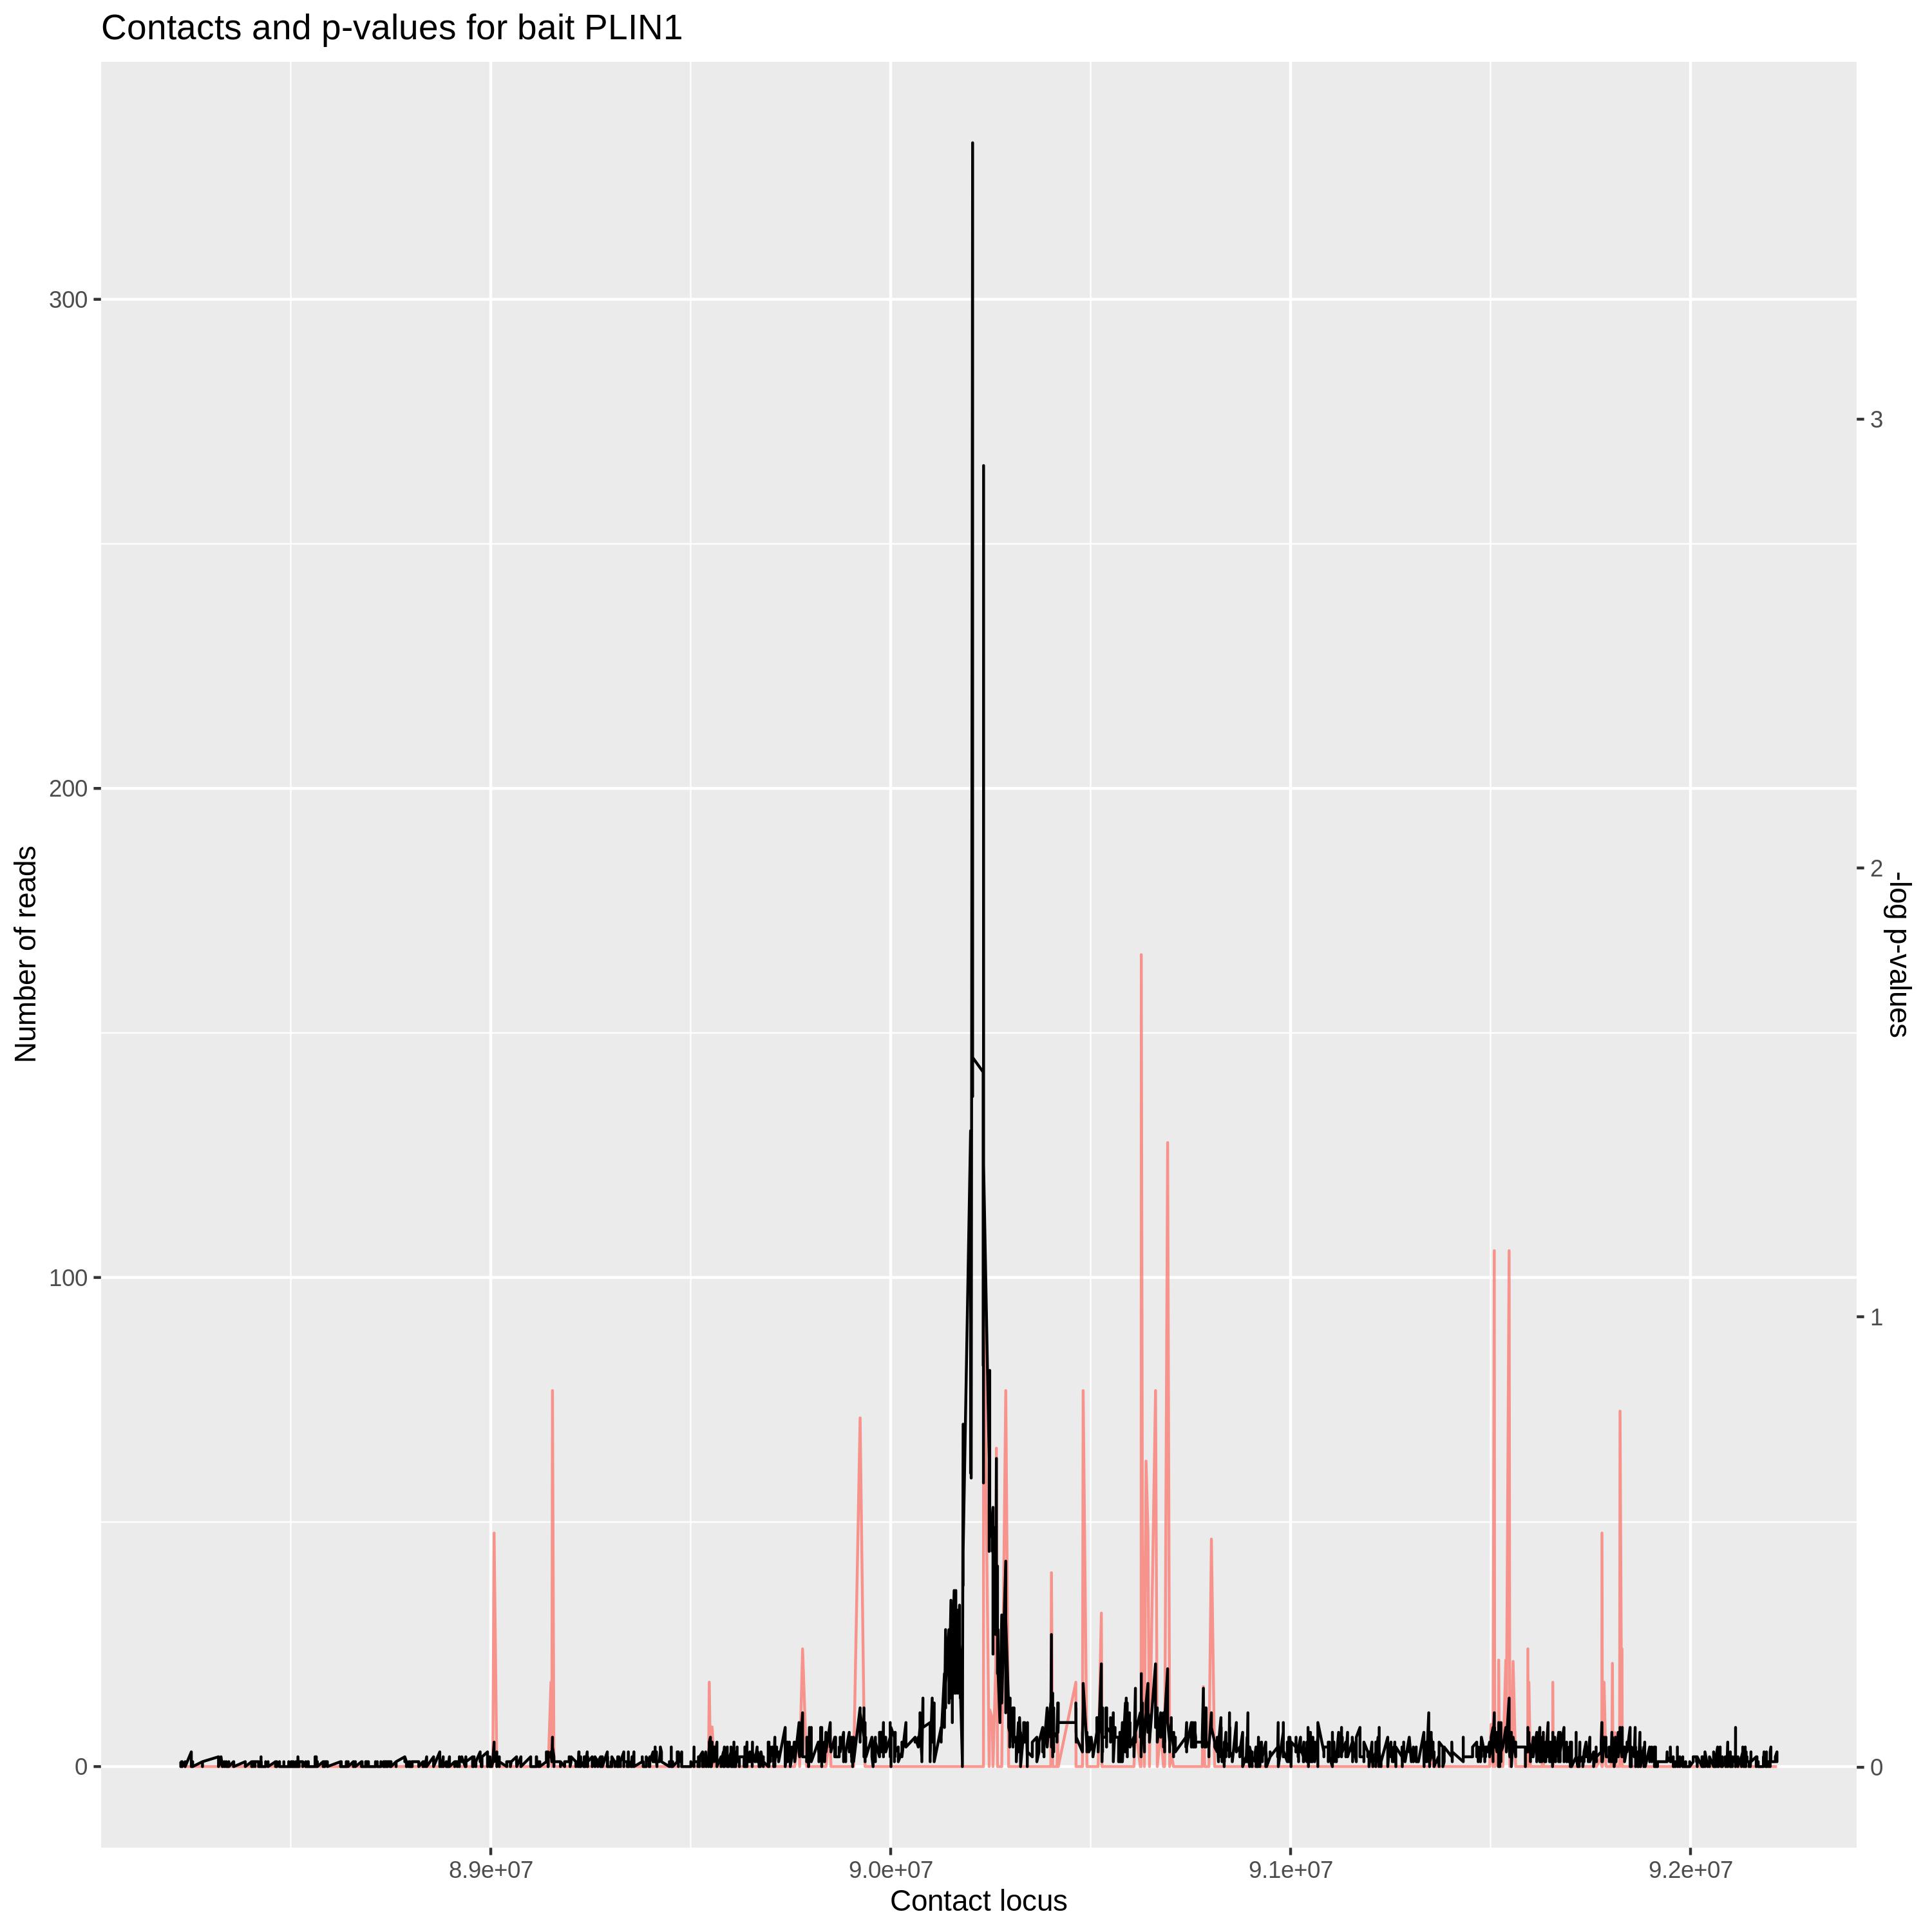 Contacts and p-values for bait PLIN1
300
200
100
0
Number of reads
3
2
1
0
-log p-values
8.9e+07
9.0e+07
9.1e+07
9.2e+07
Contact locus